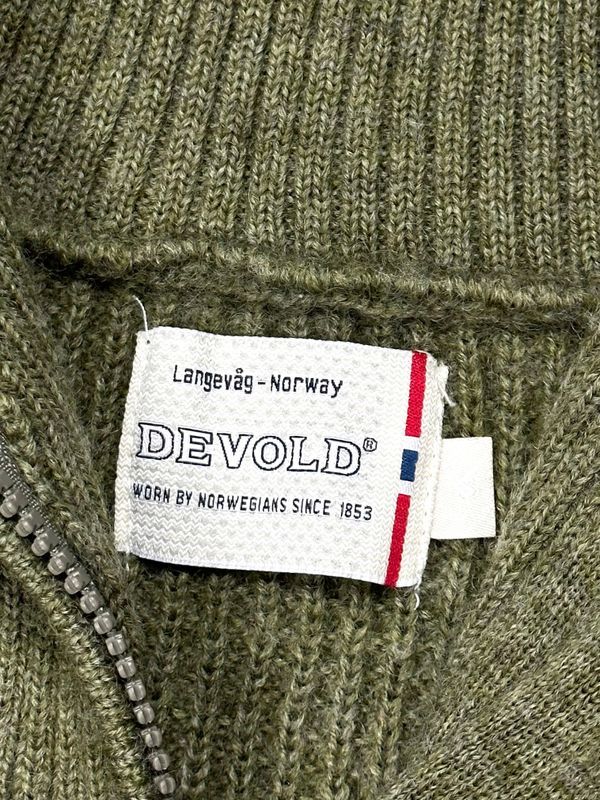 Langevåg - Norway
DEVOLD®
WORN BY NORWEGIANS SINCE 1853